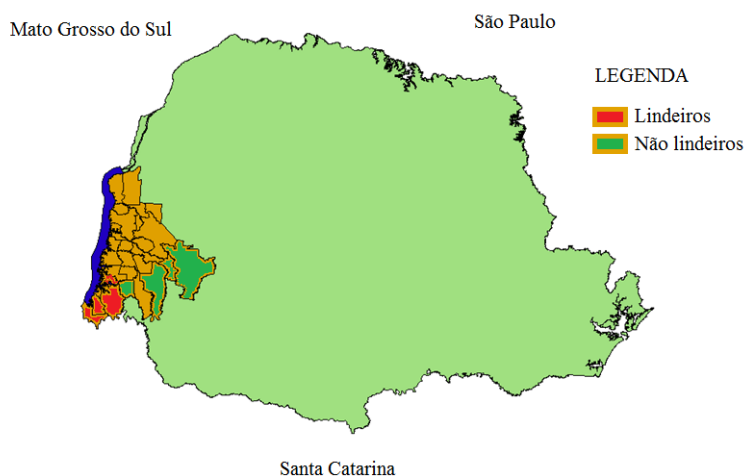 Mato Grosso do Sul
São Paulo
LEGENDA
Lindeiros
Não lindeiros
Santa Catarina